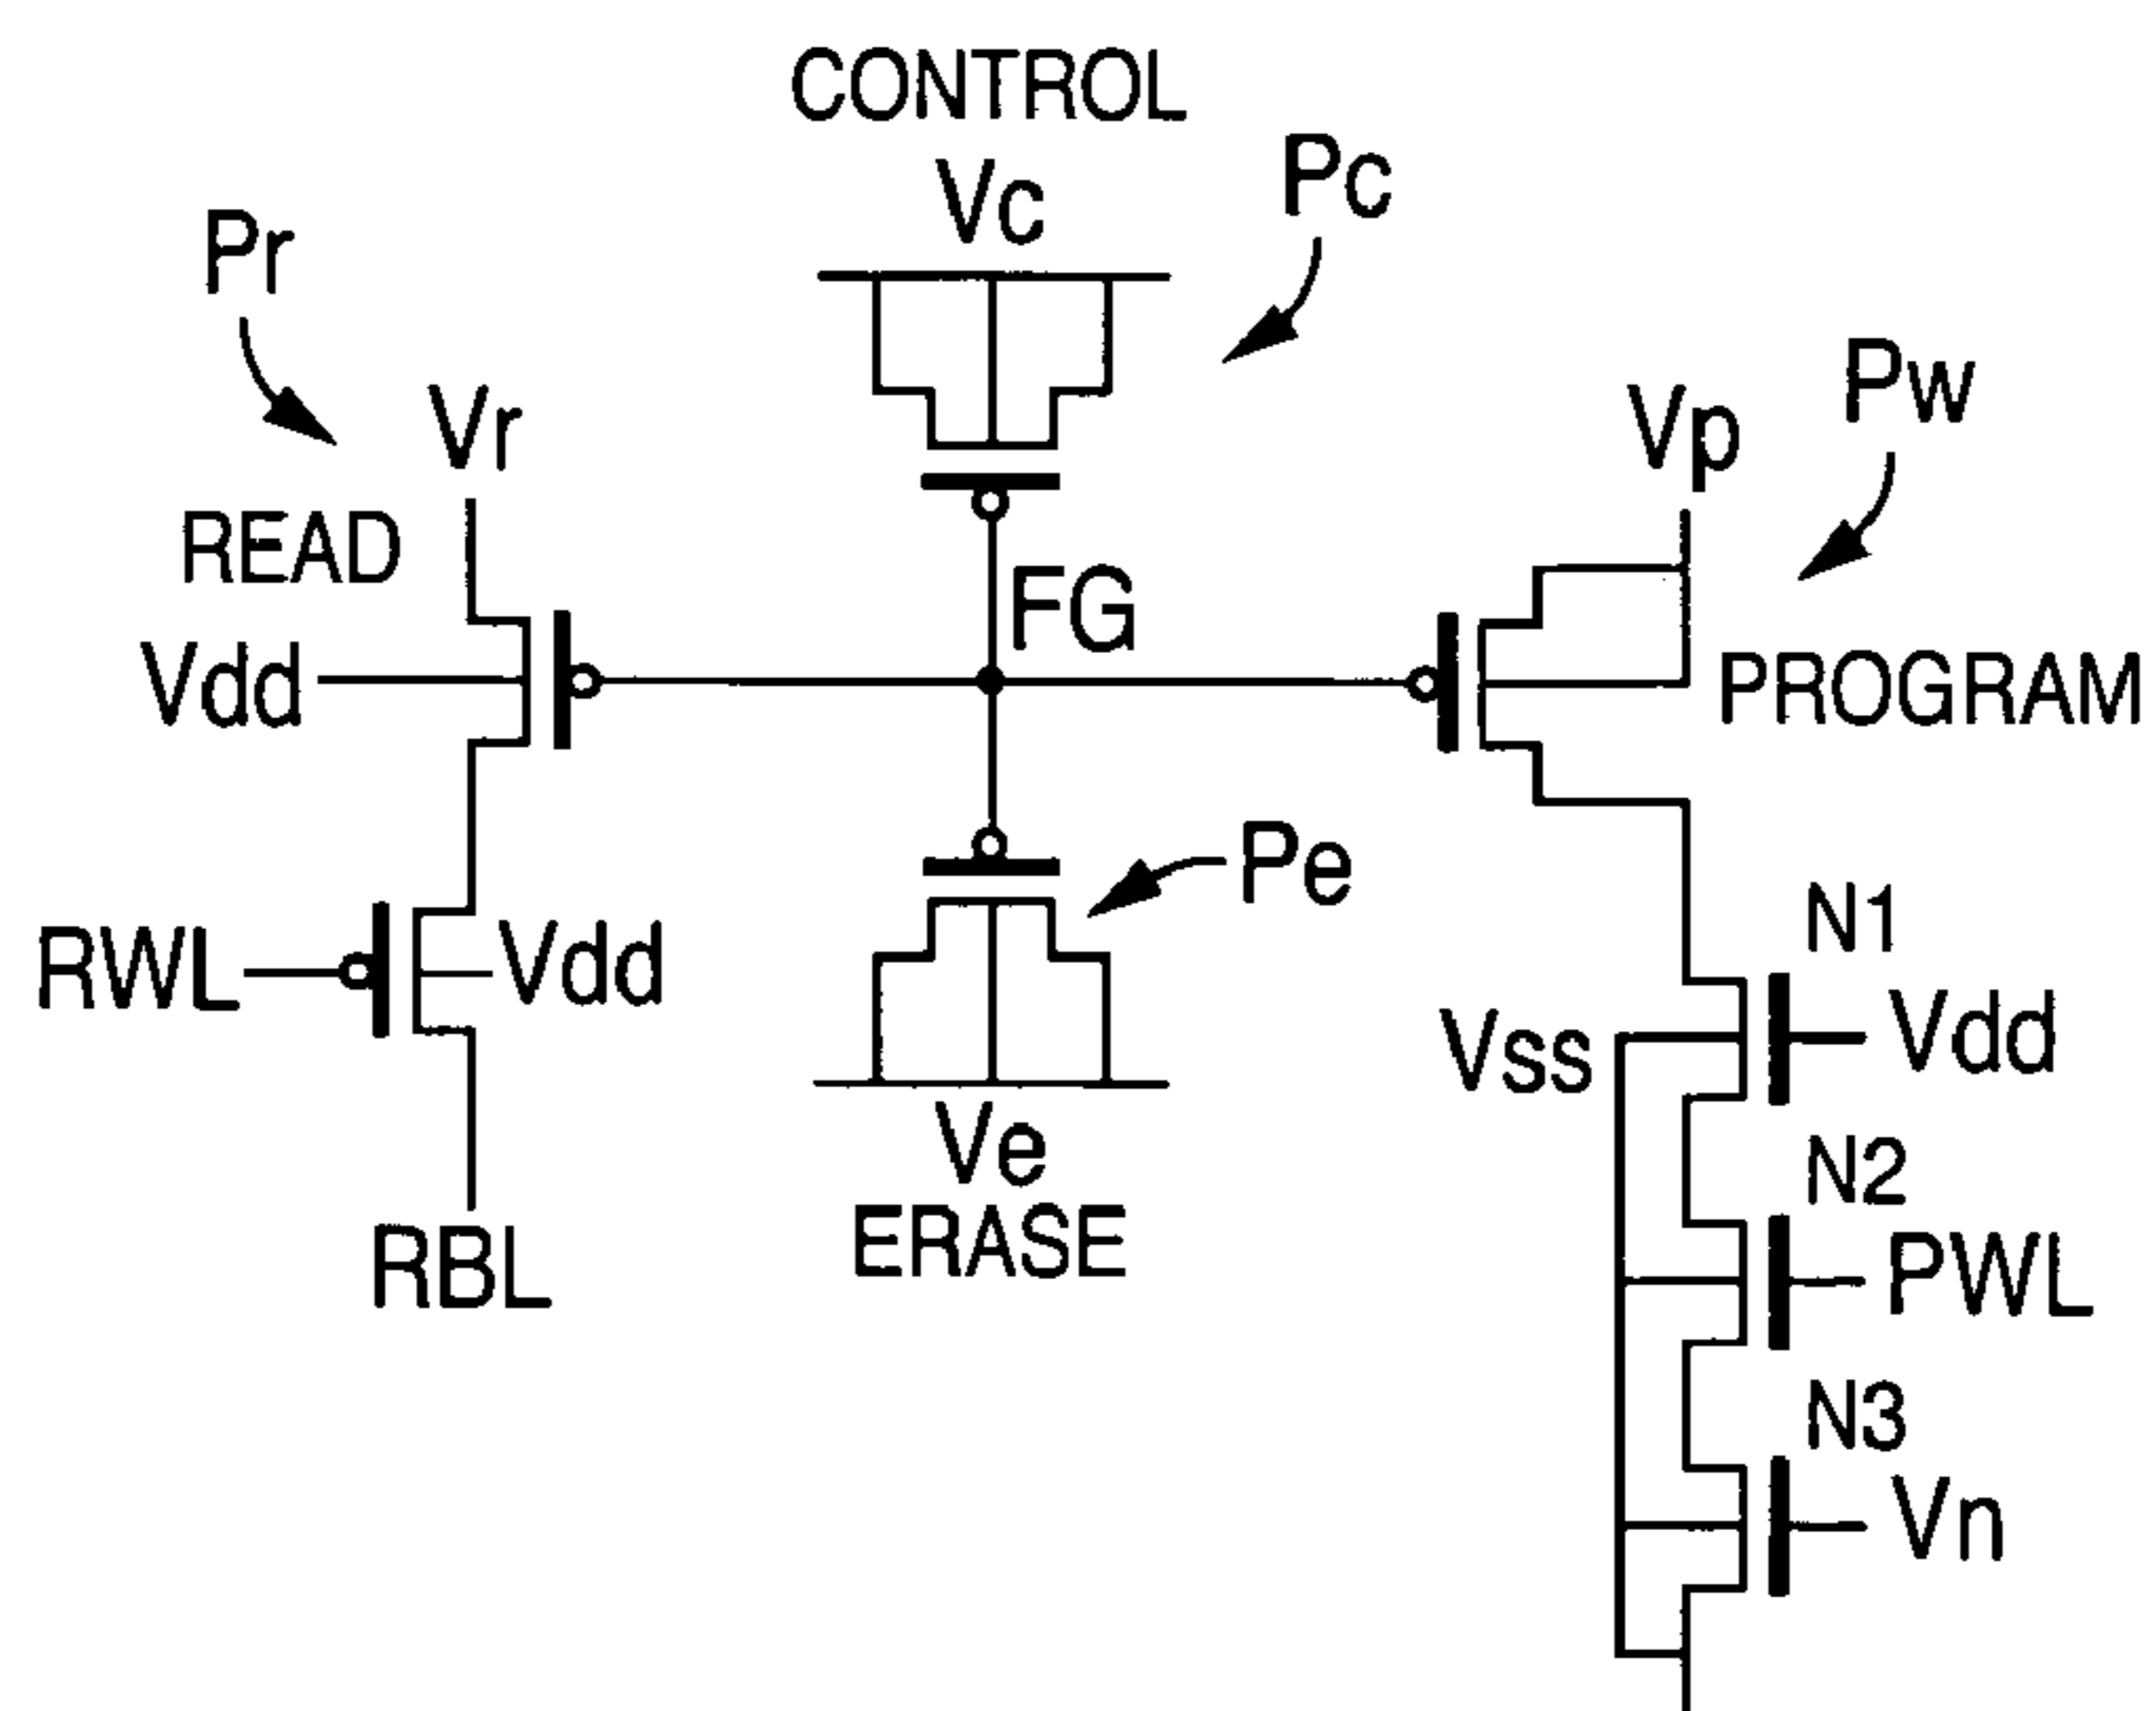 CONTROL
Vc
Pc
Pr
Vr
Pw
Vp
READ
FG
Vdd
PROGRAM
Pe
N1
RWL
Vdd
Vss
Vdd
Ve
N2
ERASE
RBL
PWL
N3
Vn